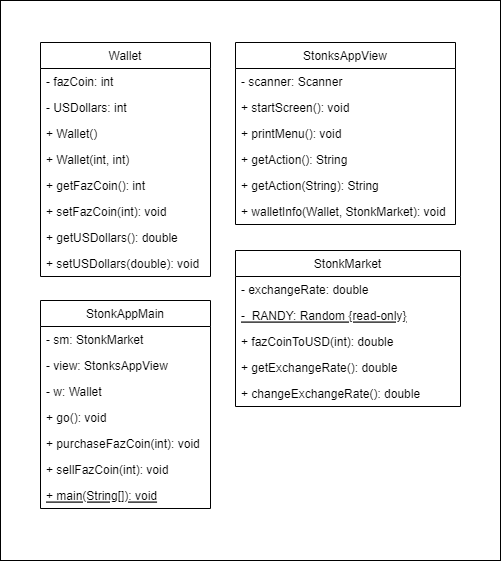 Wallet
- fazCoin: int
- USDollars: int
+ Wallet()
+ Wallet(int, int)
+ getFazCoin(): int
+ setFazCoin(int): void
+ getUSDollars(): double
+ setUSDollars(double): void
StonksAppView
- scanner: Scanner
+ startScreen(): void
+ printMenu(): void
+ getAction(): String
+ getAction(String): String
+ walletInfo(Wallet, StonkMarket): void
StonkAppMain
- sm: StonkMarket
- view: StonksAppView
- w: Wallet
+ go(): void
+ purchaseFazCoin(int): void
+ sellFazCoin(int): void
+ main(String[]): void
StonkMarket
- exchangeRate: double
- RANDY: Random {read-only}
+ fazCoinToUSD(int): double
+ getExchangeRate(): double
+ changeExchangeRate(): double